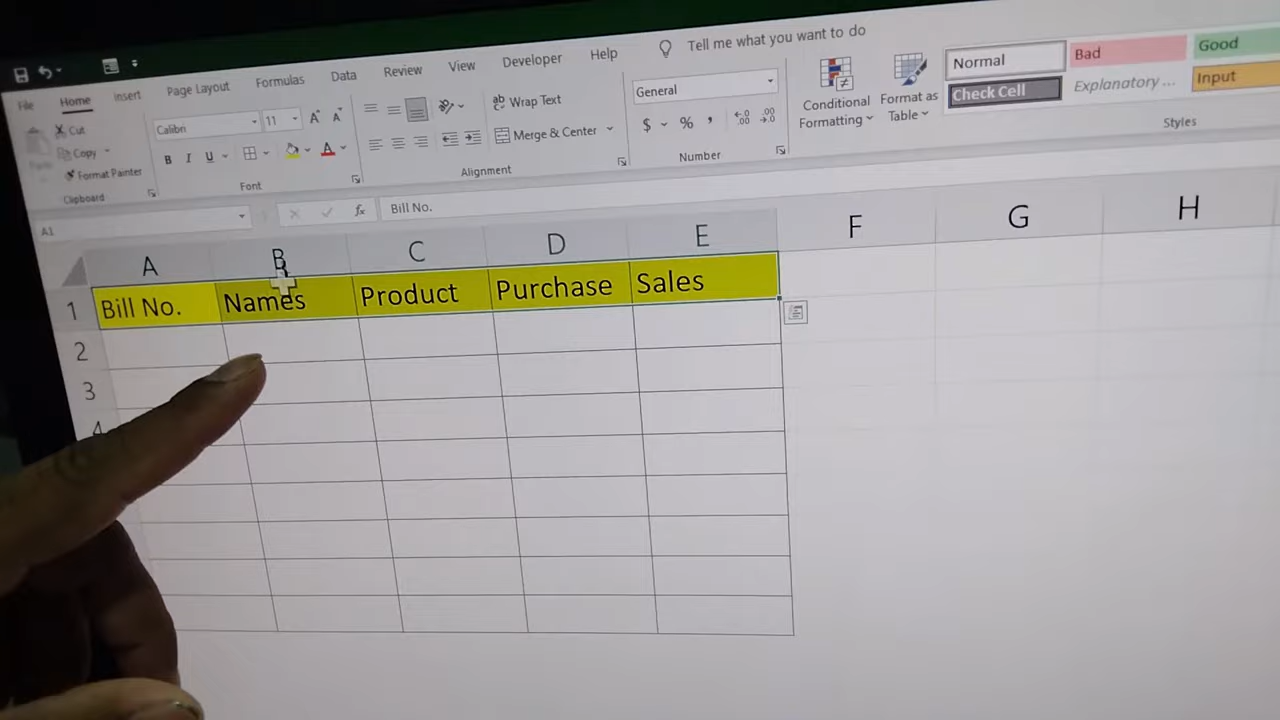 Tell me what you want to do
File Home Insert Page Layout Formulas Data Review View Developer Help
Cut
Copy
Format Painter
Clipboard
Calibri 11 A A
B I U A
Font
ab Wrap Text
Merge & Center
Alignment
General
$ % ,
Number
Conditional Formatting
Format as Table
Normal Bad Good
Check Cell Explanatory ... Input
Styles
A1 fx Bill No.
A B C D E F G H
1 Bill No. Names Product Purchase Sales
2
3
4